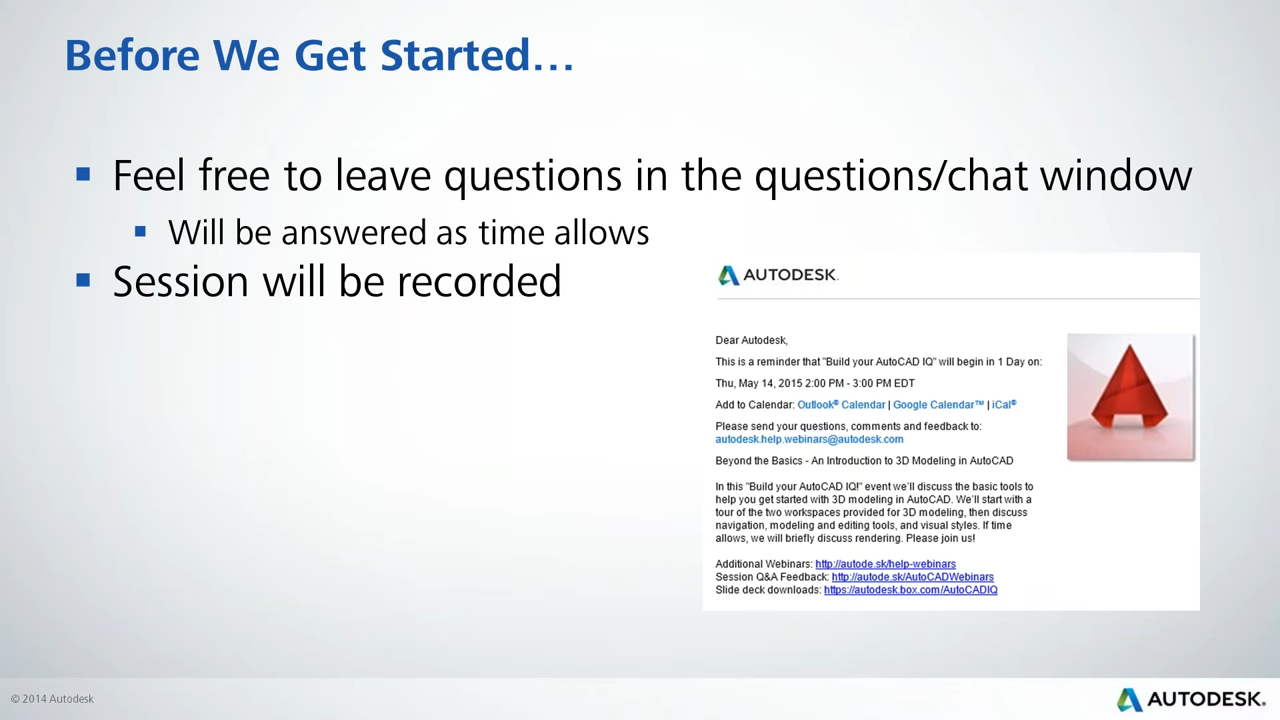 Before We Get Started…
Feel free to leave questions in the questions/chat window
Will be answered as time allows
Session will be recorded
AUTODESK.
Dear Autodesk,
This is a reminder that "Build your AutoCAD IQ" will begin in 1 Day on:
Thu, May 14, 2015 2:00 PM - 3:00 PM EDT
Add to Calendar: Outlook® Calendar | Google Calendar™ | iCal®
Please send your questions, comments and feedback to:
autodesk.help.webinars@autodesk.com
Beyond the Basics - An Introduction to 3D Modeling in AutoCAD
In this "Build your AutoCAD IQ!" event we'll discuss the basic tools to
help you get started with 3D modeling in AutoCAD. We'll start with a
tour of the two workspaces provided for 3D modeling, then discuss
navigation, modeling and editing tools, and visual styles. If time
allows, we will briefly discuss rendering. Please join us!
Additional Webinars: http://autode.sk/help-webinars
Session Q&A Feedback: http://autode.sk/AutoCADWebinars
Slide deck downloads: https://autodesk.box.com/AutoCADIQ
© 2014 Autodesk
AUTODESK.